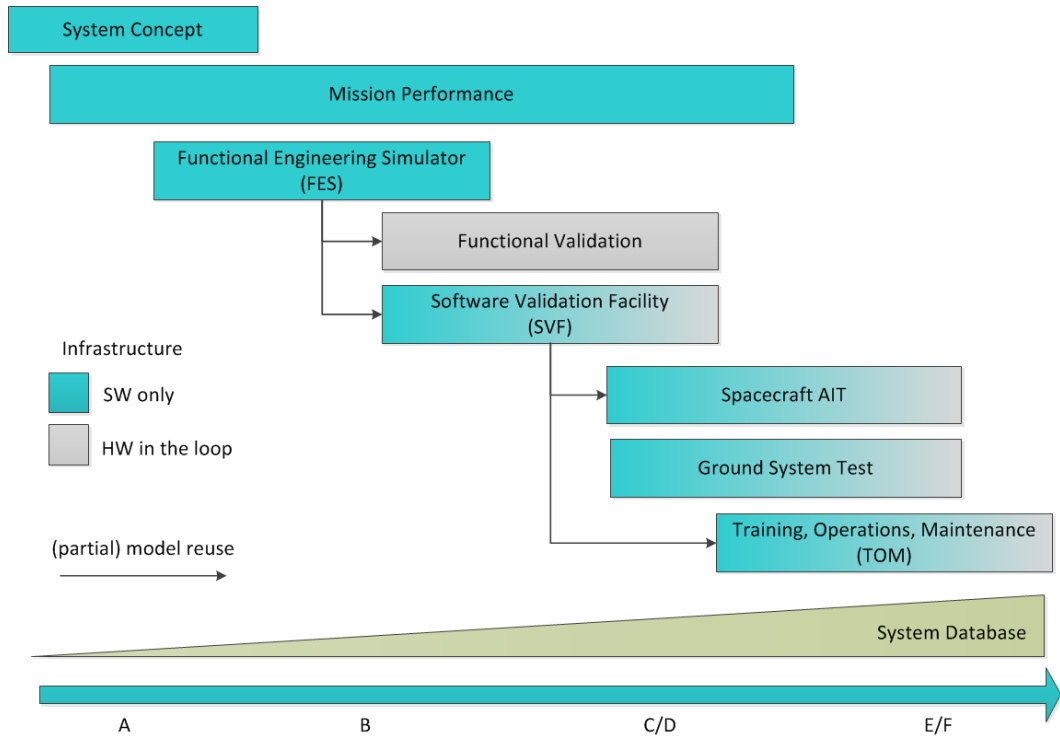 System Concept
Mission Performance
Functional Engineering Simulator
(FES)
Functional Validation
Software Validation Facility
(SVF)
Infrastructure
SW only
HW in the loop
Spacecraft AIT
Ground System Test
(partial) model reuse
Training, Operations, Maintenance
(TOM)
System Database
A
B
C/D
E/F